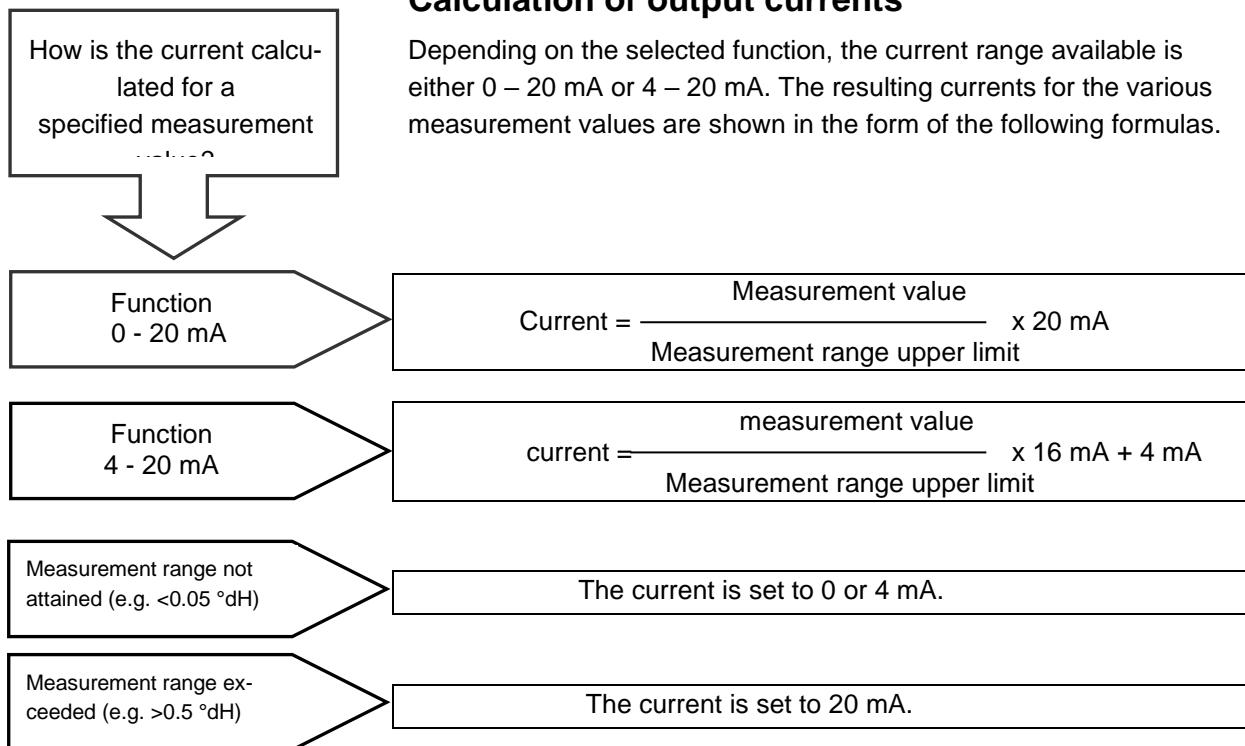 Calculation of output currents
How is the current calcu-
lated for a
specified measurement
value?
Depending on the selected function, the current range available is
either 0 – 20 mA or 4 – 20 mA. The resulting currents for the various
measurement values are shown in the form of the following formulas.
Function
0 - 20 mA
Measurement value
Current = x 20 mA
Measurement range upper limit
Function
4 - 20 mA
measurement value
current = x 16 mA + 4 mA
Measurement range upper limit
Measurement range not
attained (e.g. <0.05 °dH)
The current is set to 0 or 4 mA.
Measurement range ex-
ceeded (e.g. >0.5 °dH)
The current is set to 20 mA.